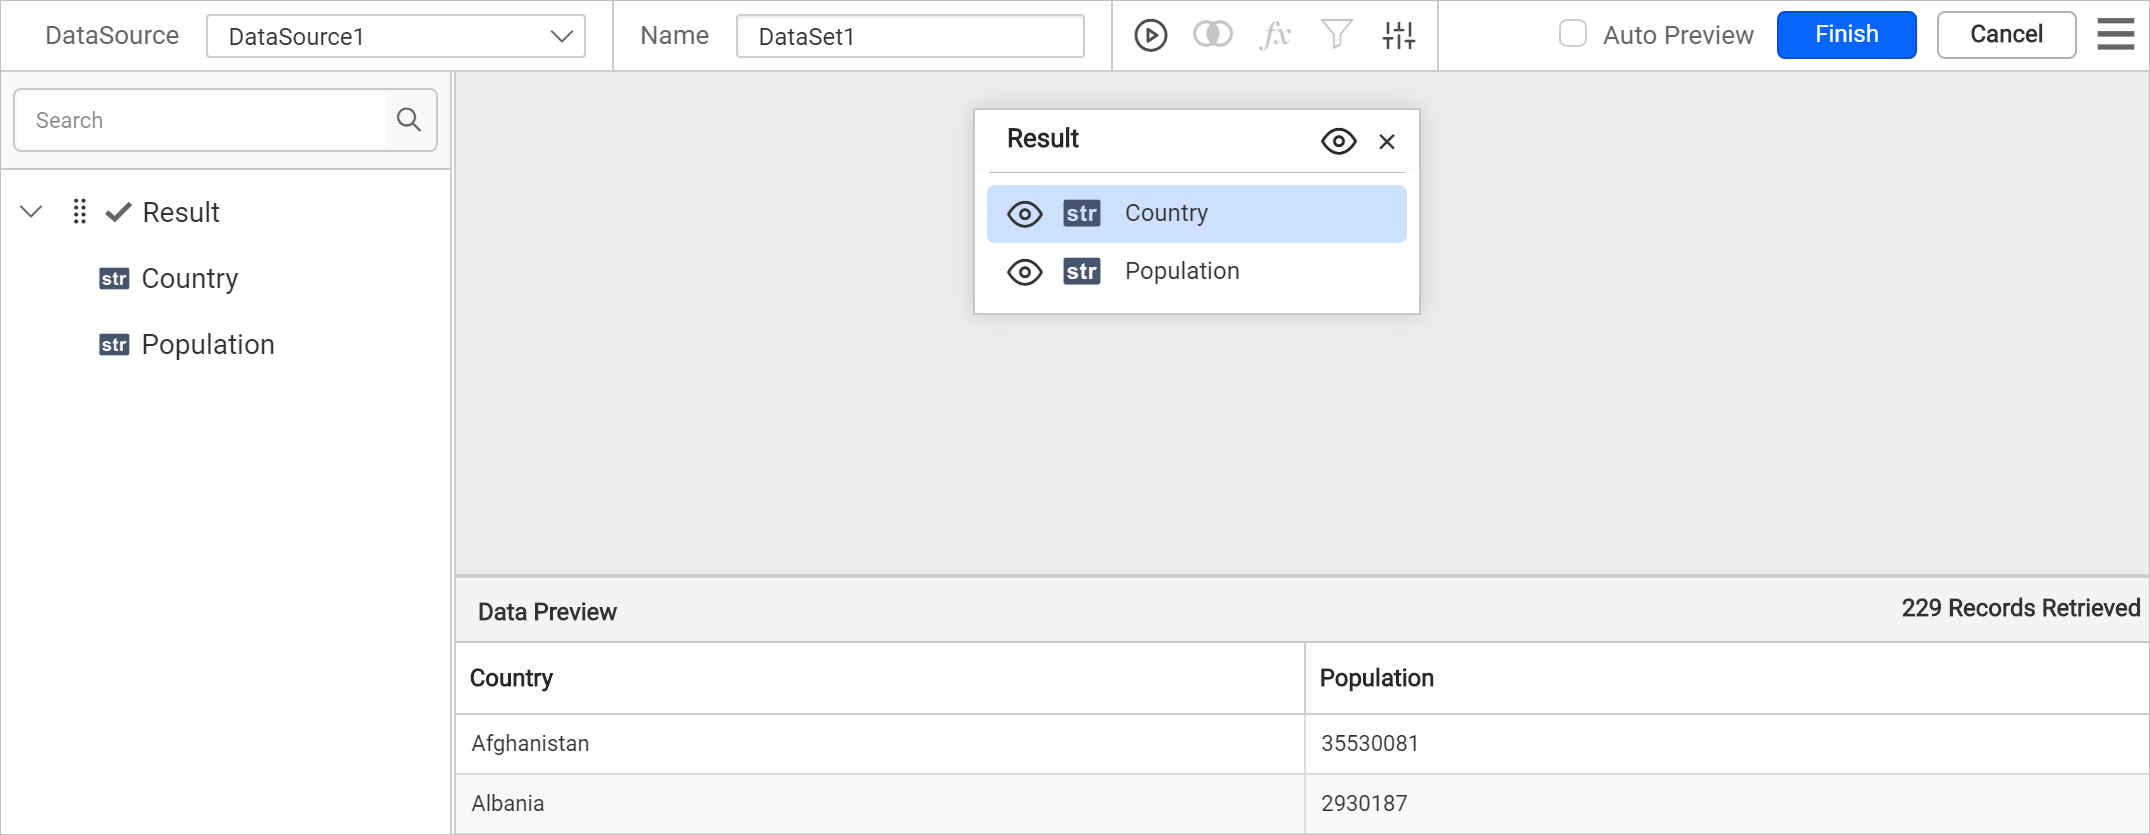 DataSource DataSource1 Name DataSet1 fx Auto Preview Finish Cancel
Search
Result
str Country
str Population
Result
str Country
str Population
Data Preview 229 Records Retrieved
Country Population
Afghanistan 35530081
Albania 2930187